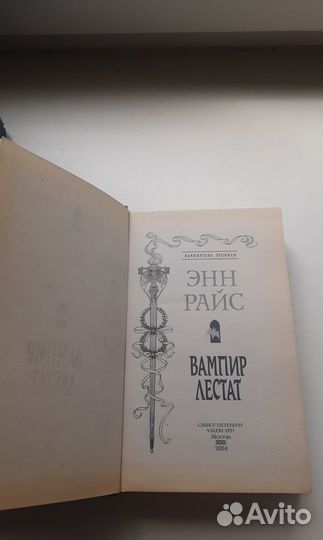 ВАМПИРСКИЕ ХРОНИКИ
ЭНН
РАЙС
ВАМПИР
ЛЕСТАТ
САНКТ-ПЕТЕРБУРГ
VALERI SPD
МОСКВА
2004
Avito